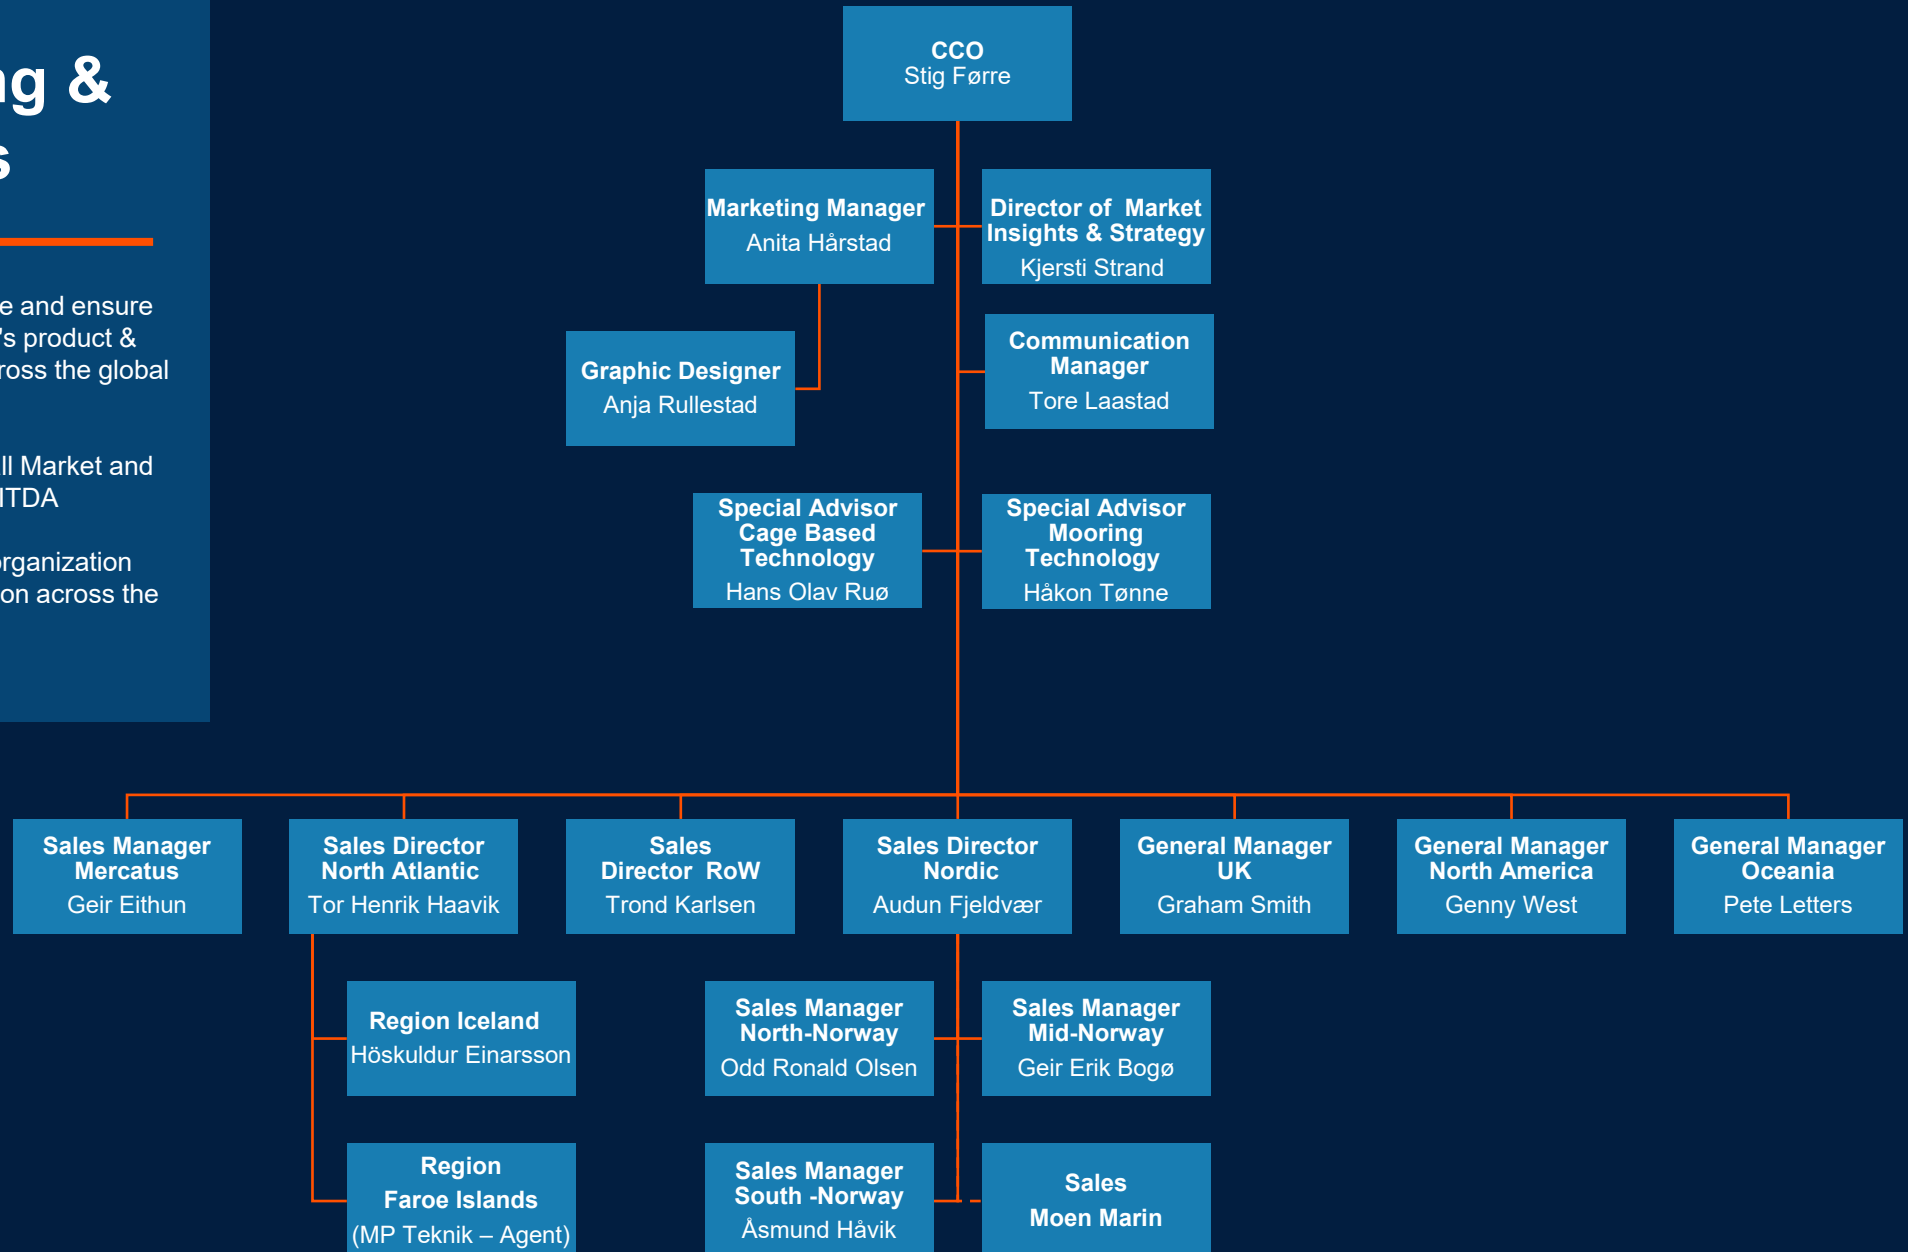 ng &
s
e and ensure
's product &
ross the global
ll Market and
ITDA
organization
on across the
CCO
Stig Førre
Marketing Manager
Anita Hårstad
Director of  Market
Insights & Strategy
Kjersti Strand
Graphic Designer
Anja Rullestad
Communication
Manager
Tore Laastad
Special Advisor
Cage Based
Technology
Hans Olav Ruø
Special Advisor
Mooring
Technology
Håkon Tønne
Sales Manager
Mercatus
Geir Eithun
Sales Director
North Atlantic
Tor Henrik Haavik
Sales
Director  RoW
Trond Karlsen
Sales Director
Nordic
Audun Fjeldvær
General Manager
UK
Graham Smith
General Manager
North America
Genny West
General Manager
Oceania
Pete Letters
Region Iceland
Höskuldur Einarsson
Sales Manager
North-Norway
Odd Ronald Olsen
Sales Manager
Mid-Norway
Geir Erik Bogø
Region
Faroe Islands
(MP Teknik – Agent)
Sales Manager
South -Norway
Åsmund Håvik
Sales
Moen Marin